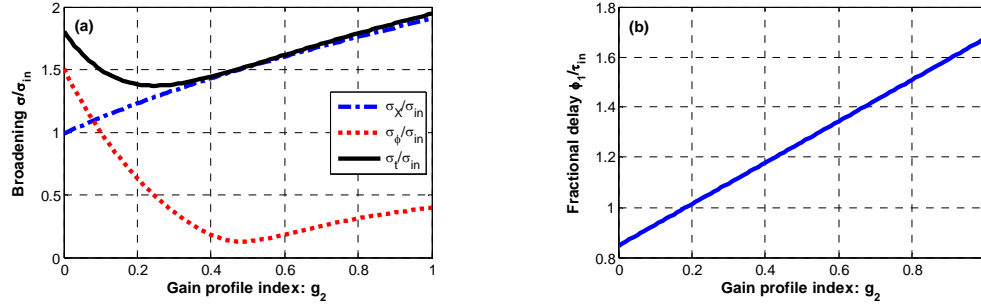 (a)
Broadening σ/σin
2
1.5
1
0.5
0
0
0.2
0.4
0.6
0.8
1
Gain profile index: g2
σX/σin
σϕ/σin
σt/σin
(b)
Fractional delay ϕ1/τin
1.8
1.6
1.4
1.2
1
0.8
0
0.2
0.4
0.6
0.8
Gain profile index: g2